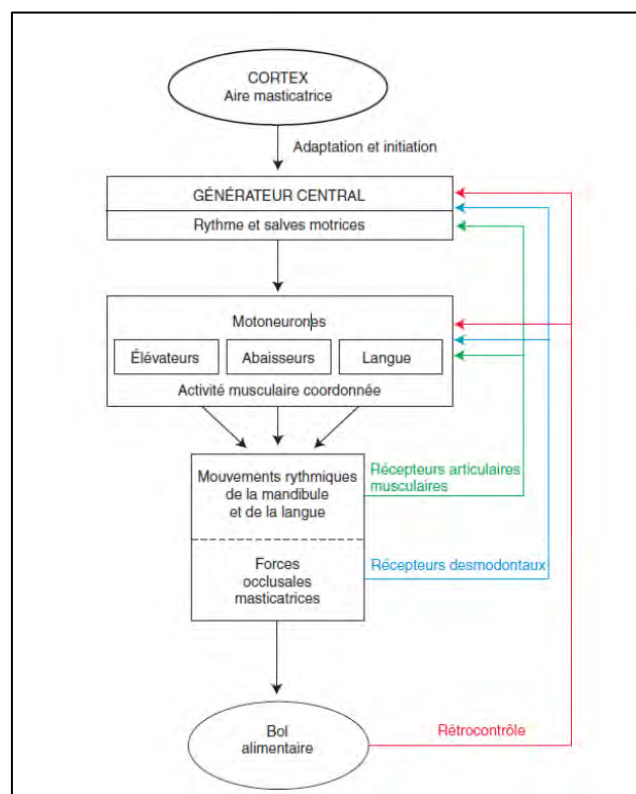 CORTEX
Aire masticatrice
Adaptation et initiation
GÉNÉRATEUR CENTRAL
Rythme et salves motrices
Motoneurones
Élévateurs
Abaisseurs
Langue
Activité musculaire coordonnée
Mouvements rythmiques
de la mandibule
et de la langue
Récepteurs articulaires
musculaires
Forces
occlusales
masticatrices
Récepteurs desmodontaux
Bol
alimentaire
Rétrocontrôle